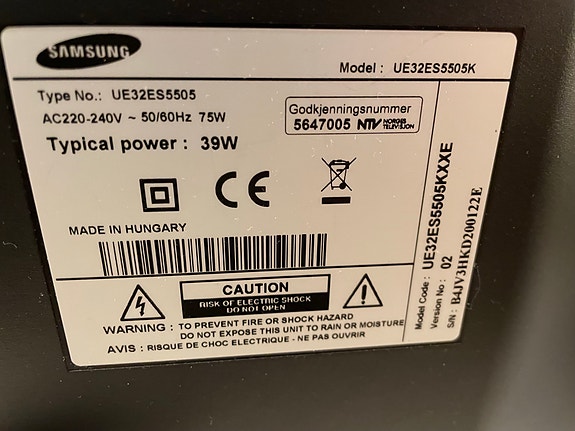 SAMSUNG
Model : UE32ES5505K
Type No.: UE32ES5505
AC220-240V ~ 50/60Hz 75W
Typical power : 39W
Godkjenningsnummer
5647005 NTV NORGES TELEVISJON
CE
MADE IN HUNGARY
CAUTION
RISK OF ELECTRIC SHOCK
DO NOT OPEN
WARNING : TO PREVENT FIRE OR SHOCK HAZARD
DO NOT EXPOSE THIS UNIT TO RAIN OR MOISTURE
AVIS : RISQUE DE CHOC ELECTRIQUE - NE PAS OUVRIR
Model Code : UE32ES5505KXXE
Version No : 02
S/N : B4JV3HKD200122E